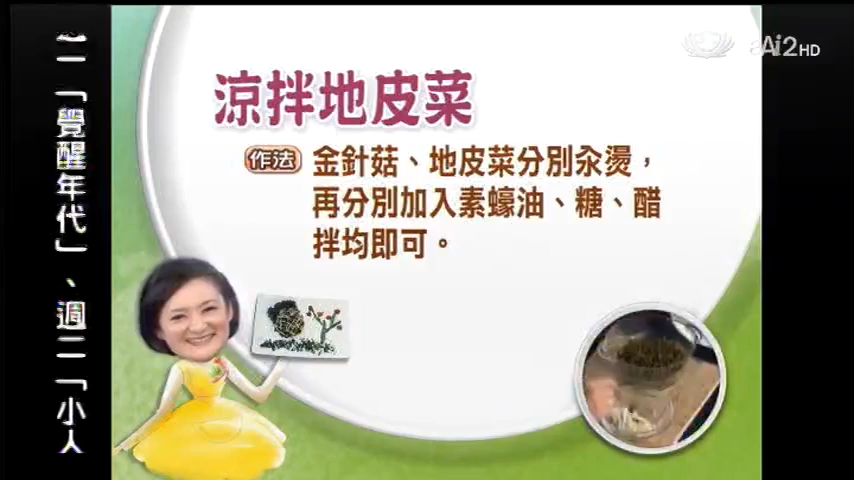 涼拌地皮菜
作法
金針菇、地皮菜分別汆燙，
再分別加入素蠔油、糖、醋
拌均即可。
一「覺醒年代」、週二「小人
Ai2HD